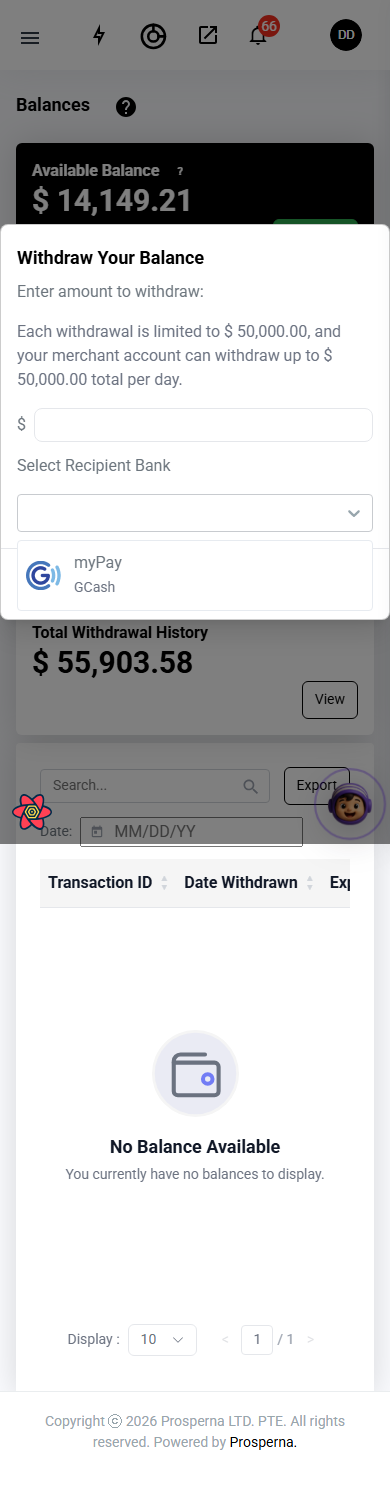 66
DD
Balances
?
Available Balance ?
$ 14,149.21
Withdraw Your Balance
Enter amount to withdraw:
Each withdrawal is limited to $ 50,000.00, and
your merchant account can withdraw up to $
50,000.00 total per day.
$
Select Recipient Bank
myPay
GCash
Total Withdrawal History
$ 55,903.58
View
Search...
Export
Date:
MM/DD/YY
Transaction ID Date Withdrawn Exp
No Balance Available
You currently have no balances to display.
Display : 10 < 1 / 1 >
Copyright ⓒ 2026 Prosperna LTD. PTE. All rights
reserved. Powered by Prosperna.